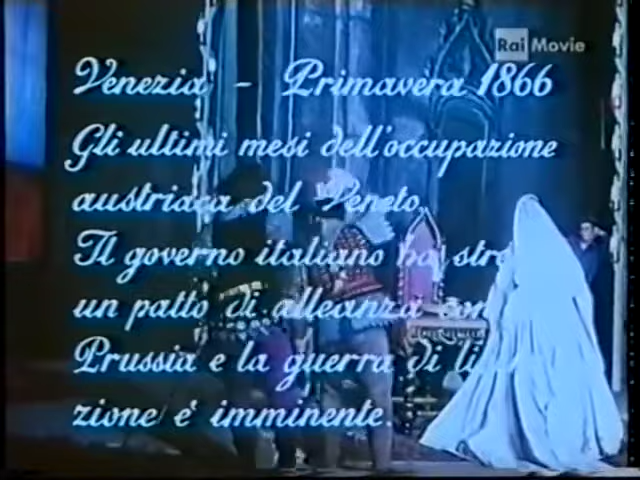 Rai Movie
Venezia - Primavera 1866
Gli ultimi mesi dell'occupazione
austriaca del Veneto.
Il governo italiano ha
un patto di alleanza con
Prussia e la guerra di
zione e' imminente.